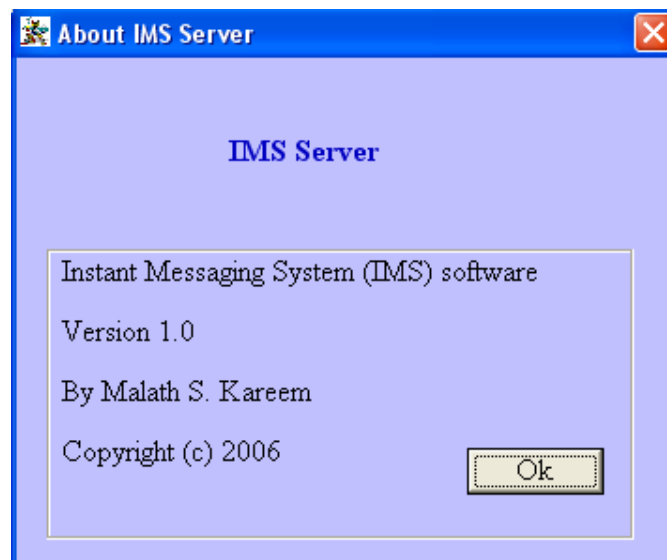 About IMS Server
IMS Server
Instant Messaging System (IMS) software
Version 1.0
By Malath S. Kareem
Copyright (c) 2006
Ok